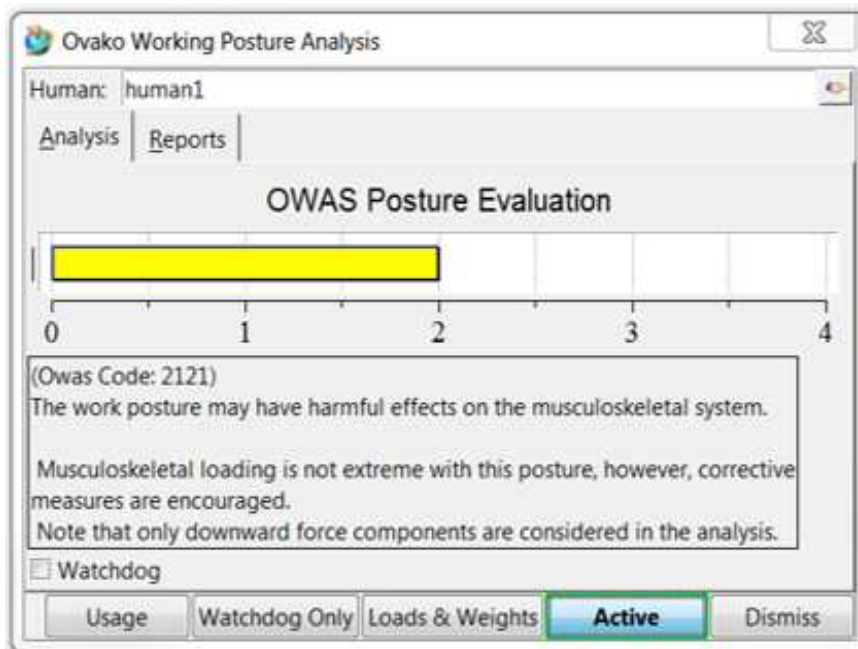 Ovako Working Posture Analysis
Human: human1
Analysis Reports
OWAS Posture Evaluation
0 1 2 3 4
(Owas Code: 2121)
The work posture may have harmful effects on the musculoskeletal system.
Musculoskeletal loading is not extreme with this posture, however, corrective
measures are encouraged.
Note that only downward force components are considered in the analysis.
Watchdog
Usage Watchdog Only Loads & Weights Active Dismiss